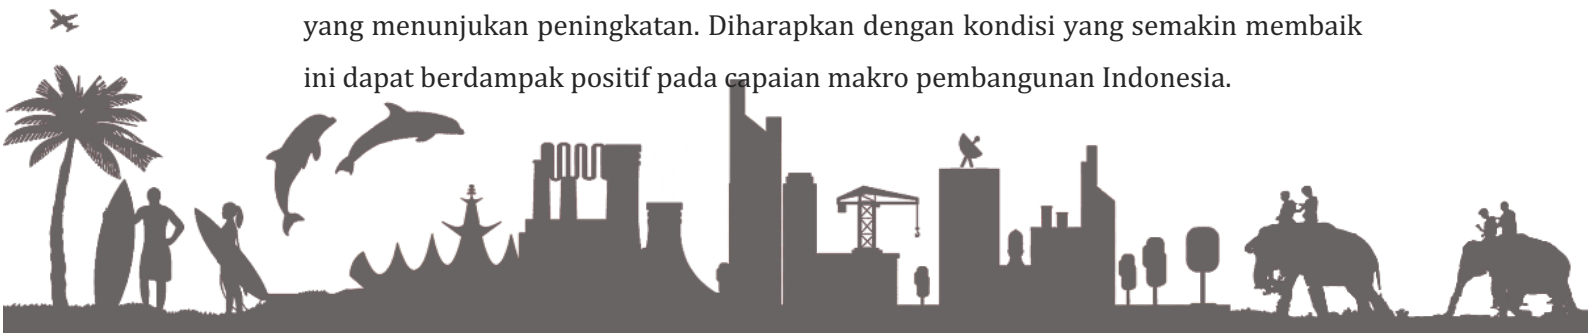 yang menunjukan peningkatan. Diharapkan dengan kondisi yang semakin membaik
ini dapat berdampak positif pada capaian makro pembangunan Indonesia.